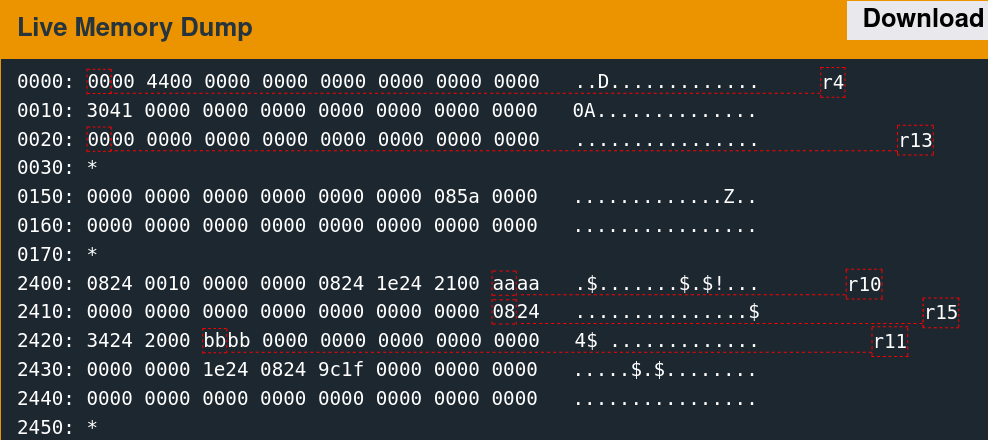 Live Memory Dump
Download
0000: 0000 4400 0000 0000 0000 0000 0000 0000 ..D............. r4
0010: 3041 0000 0000 0000 0000 0000 0000 0000 0A..............
0020: 0000 0000 0000 0000 0000 0000 0000 0000 ................ r13
0030: *
0150: 0000 0000 0000 0000 0000 0000 085a 0000 .............Z..
0160: 0000 0000 0000 0000 0000 0000 0000 0000 ................
0170: *
2400: 0824 0010 0000 0000 0824 1e24 2100 aaaa .$.......$.$!... r10
2410: 0000 0000 0000 0000 0000 0000 0000 0824 ...............$ r15
2420: 3424 2000 bbbb 0000 0000 0000 0000 0000 4$ ............. r11
2430: 0000 0000 1e24 0824 9c1f 0000 0000 0000 .....$.$........
2440: 0000 0000 0000 0000 0000 0000 0000 0000 ................
2450: *